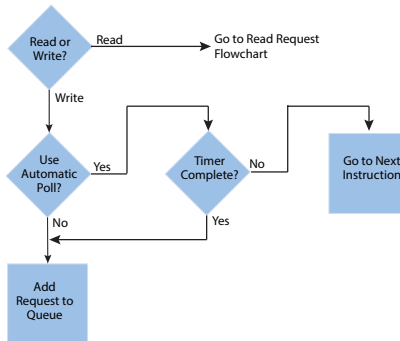 Read or
Write?
Read
Go to Read Request
Flowchart
Write
Use
Automatic
Poll?
Yes
Timer
Complete?
No
Go to Next
Instruction
No
Yes
Add
Request to
Queue